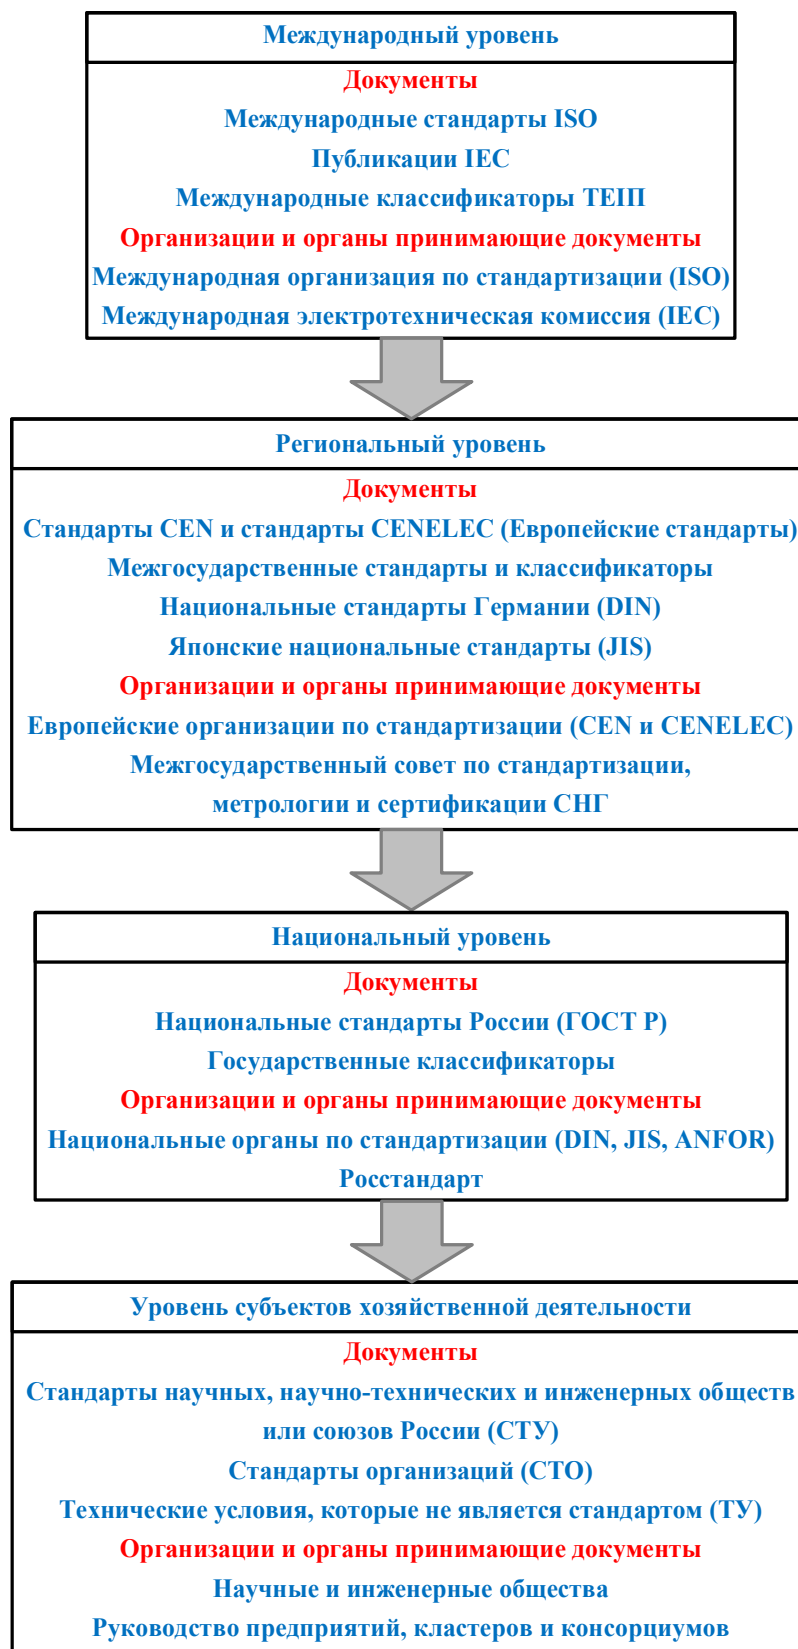 Международный уровень
Документы
Международные стандарты ISO
Публикации IEC
Международные классификаторы ТЕІП
Организации и органы принимающие документы
Международная организация по стандартизации (ISO)
Международная электротехническая комиссия (IEC)
Региональный уровень
Документы
Стандарты CEN и стандарты CENELEC (Европейские стандарты)
Межгосударственные стандарты и классификаторы
Национальные стандарты Германии (DIN)
Японские национальные стандарты (JIS)
Организации и органы принимающие документы
Европейские организации по стандартизации (CEN и CENELEC)
Межгосударственный совет по стандартизации,
метрологии и сертификации СНГ
Национальный уровень
Документы
Национальные стандарты России (ГОСТ Р)
Государственные классификаторы
Организации и органы принимающие документы
Национальные органы по стандартизации (DIN, JIS, ANFOR)
Росстандарт
Уровень субъектов хозяйственной деятельности
Документы
Стандарты научных, научно-технических и инженерных обществ
или союзов России (СТУ)
Стандарты организаций (СТО)
Технические условия, которые не является стандартом (ТУ)
Организации и органы принимающие документы
Научные и инженерные общества
Руководство предприятий, кластеров и консорциумов